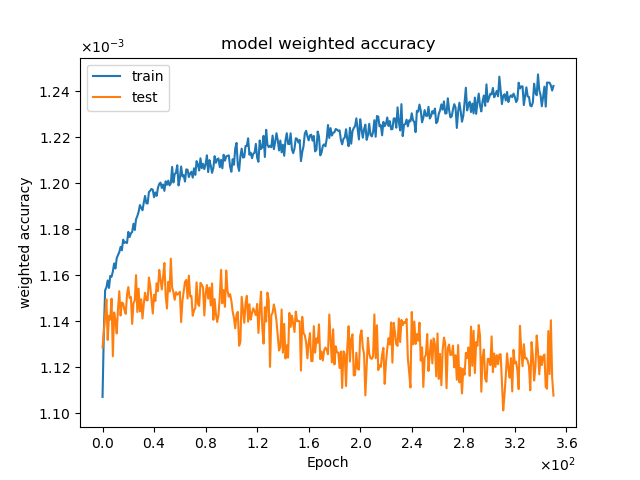 ×10⁻³
model weighted accuracy
train
test
1.24
1.22
1.20
1.18
1.16
1.14
1.12
1.10
weighted accuracy
0.0 0.4 0.8 1.2 1.6 2.0 2.4 2.8 3.2 3.6
Epoch
×10²